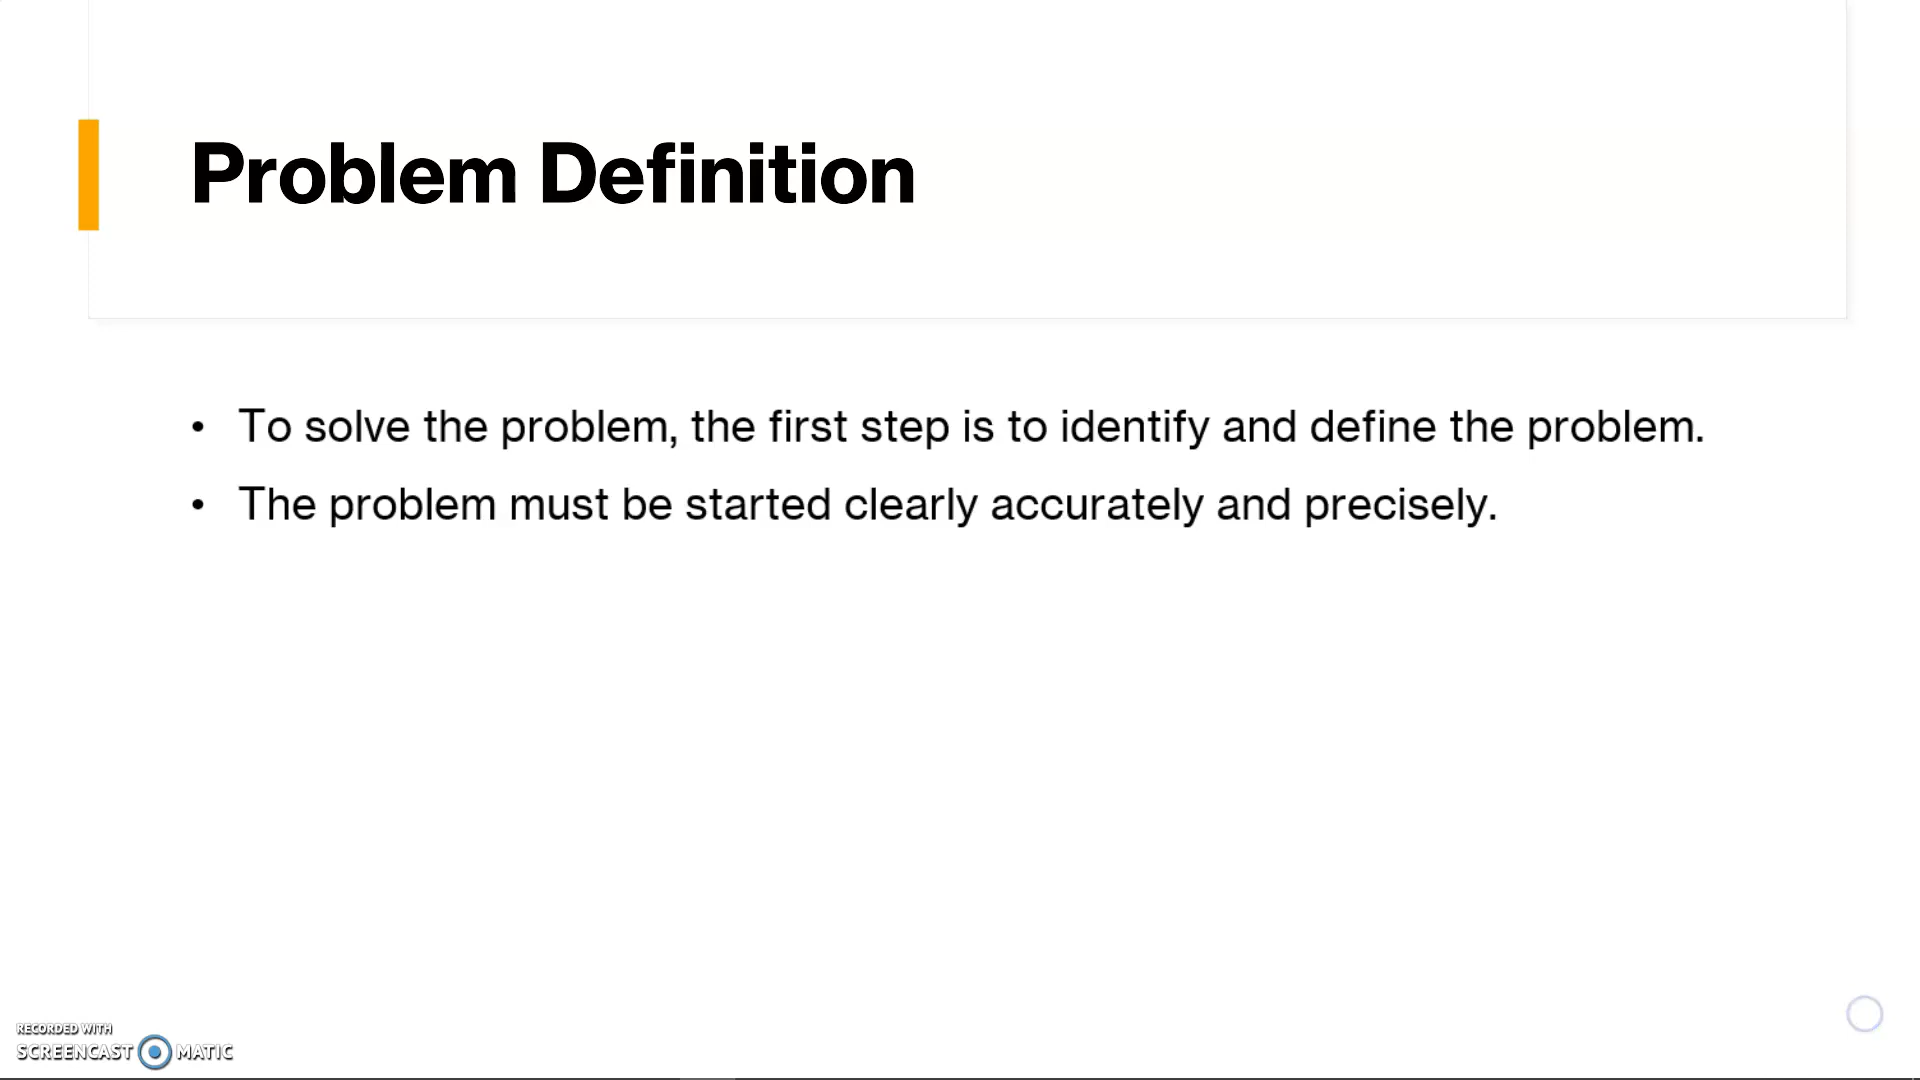 Problem Definition
• To solve the problem, the first step is to identify and define the problem.
• The problem must be started clearly accurately and precisely.
RECORDED WITH
SCREENCAST MATIC